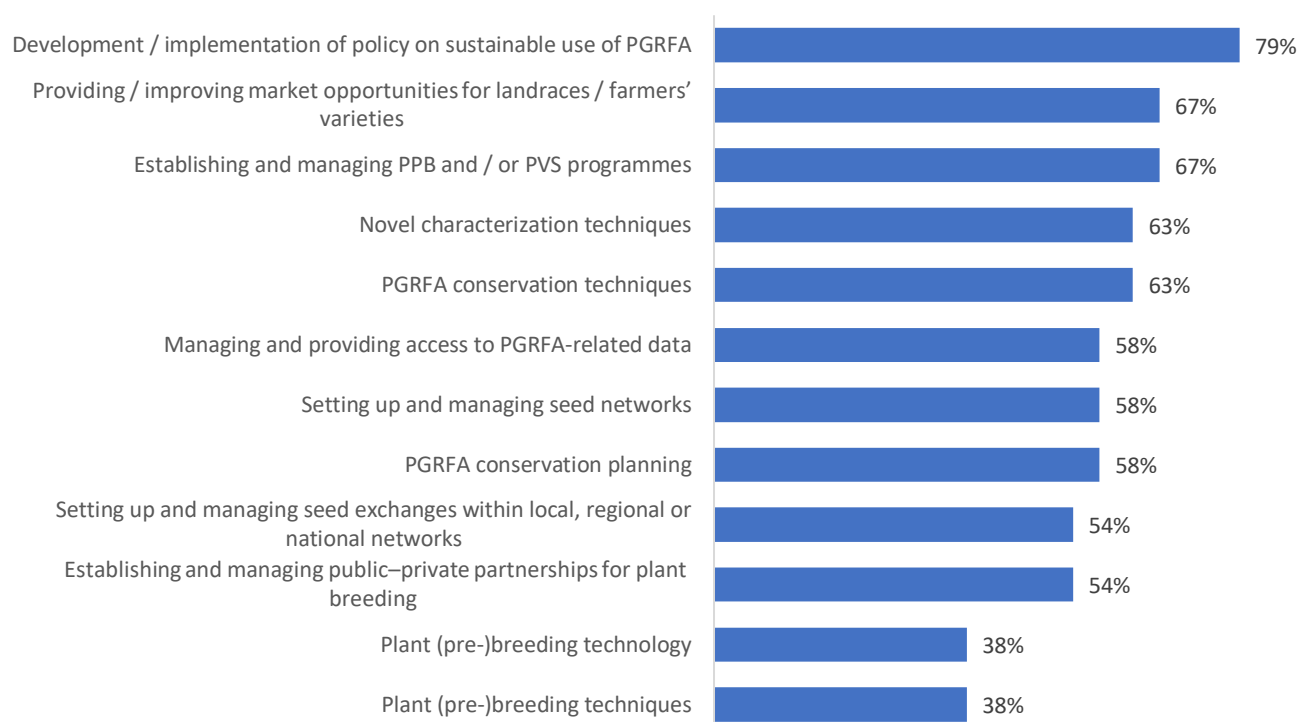 Development / implementation of policy on sustainable use of PGRFA
79%
Providing / improving market opportunities for landraces / farmers’
varieties
67%
Establishing and managing PPB and / or PVS programmes
67%
Novel characterization techniques
63%
PGRFA conservation techniques
63%
Managing and providing access to PGRFA-related data
58%
Setting up and managing seed networks
58%
PGRFA conservation planning
58%
Setting up and managing seed exchanges within local, regional or
national networks
54%
Establishing and managing public–private partnerships for plant
breeding
54%
Plant (pre-)breeding technology
38%
Plant (pre-)breeding techniques
38%